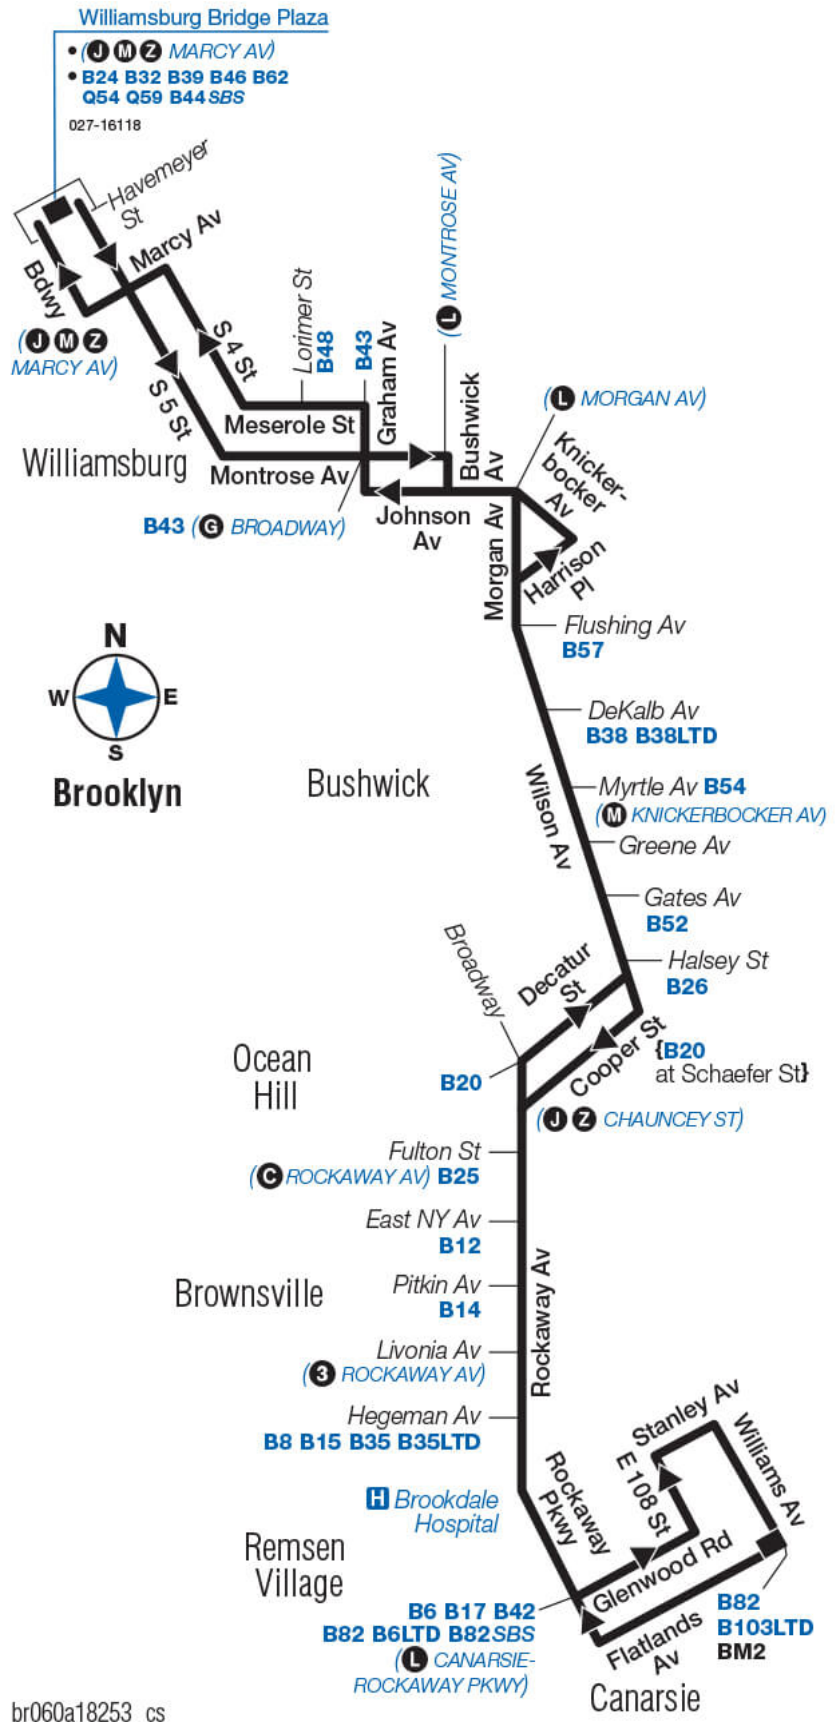 Williamsburg Bridge Plaza
• (J M Z MARCY AV)
• B24 B32 B39 B46 B62
Q54 Q59 B44SBS
027-16118
Havemeyer
St
Marcy Av
Bdwy
(J M Z
MARCY AV)
S 4 St
S 5 St
Lorimer St
B48
B43
Graham Av
(L MONTROSE AV)
Meserole St
Williamsburg
Montrose Av
Bushwick
Av
(L MORGAN AV)
Knicker-
bocker
Av
B43 (G BROADWAY)
Johnson
Av
Morgan Av
Harrison
Pl
Flushing Av
B57
N
W E
S
Brooklyn
DeKalb Av
B38 B38LTD
Bushwick
Wilson Av
Myrtle Av B54
(M KNICKERBOCKER AV)
Greene Av
Gates Av
B52
Halsey St
B26
Broadway
Decatur
St
Cooper St
{B20
at Schaefer St}
Ocean
Hill
B20
(J Z CHAUNCEY ST)
Fulton St
(C ROCKAWAY AV) B25
East NY Av
B12
Brownsville
Pitkin Av
B14
Rockaway Av
Livonia Av
(3 ROCKAWAY AV)
Hegeman Av
B8 B15 B35 B35LTD
Stanley Av
Williams Av
E 108 St
Rockaway
Pkwy
H Brookdale
Hospital
Remsen
Village
Glenwood Rd
B6 B17 B42
B82 B6LTD B82SBS
(L CANARSIE-
ROCKAWAY PKWY)
Flatlands
Av
B82
B103LTD
BM2
Canarsie
br060a18253 cs